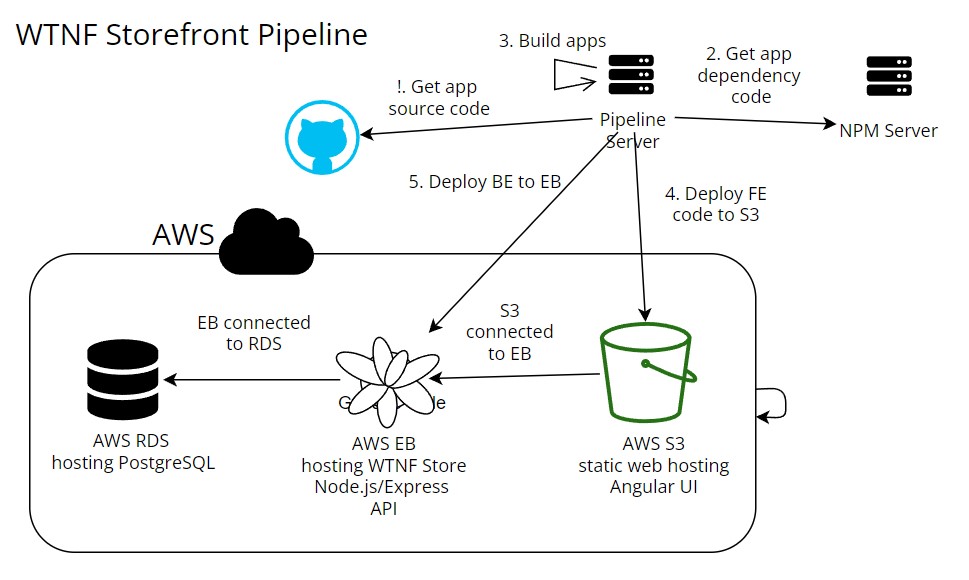 WTNF Storefront Pipeline
3. Build apps
2. Get app
dependency
code
!. Get app
source code
Pipeline
Server
NPM Server
5. Deploy BE to EB
4. Deploy FE
code to S3
AWS
EB connected
to RDS
S3
connected
to EB
AWS RDS
hosting PostgreSQL
AWS EB
hosting WTNF Store
Node.js/Express
API
AWS S3
static web hosting
Angular UI